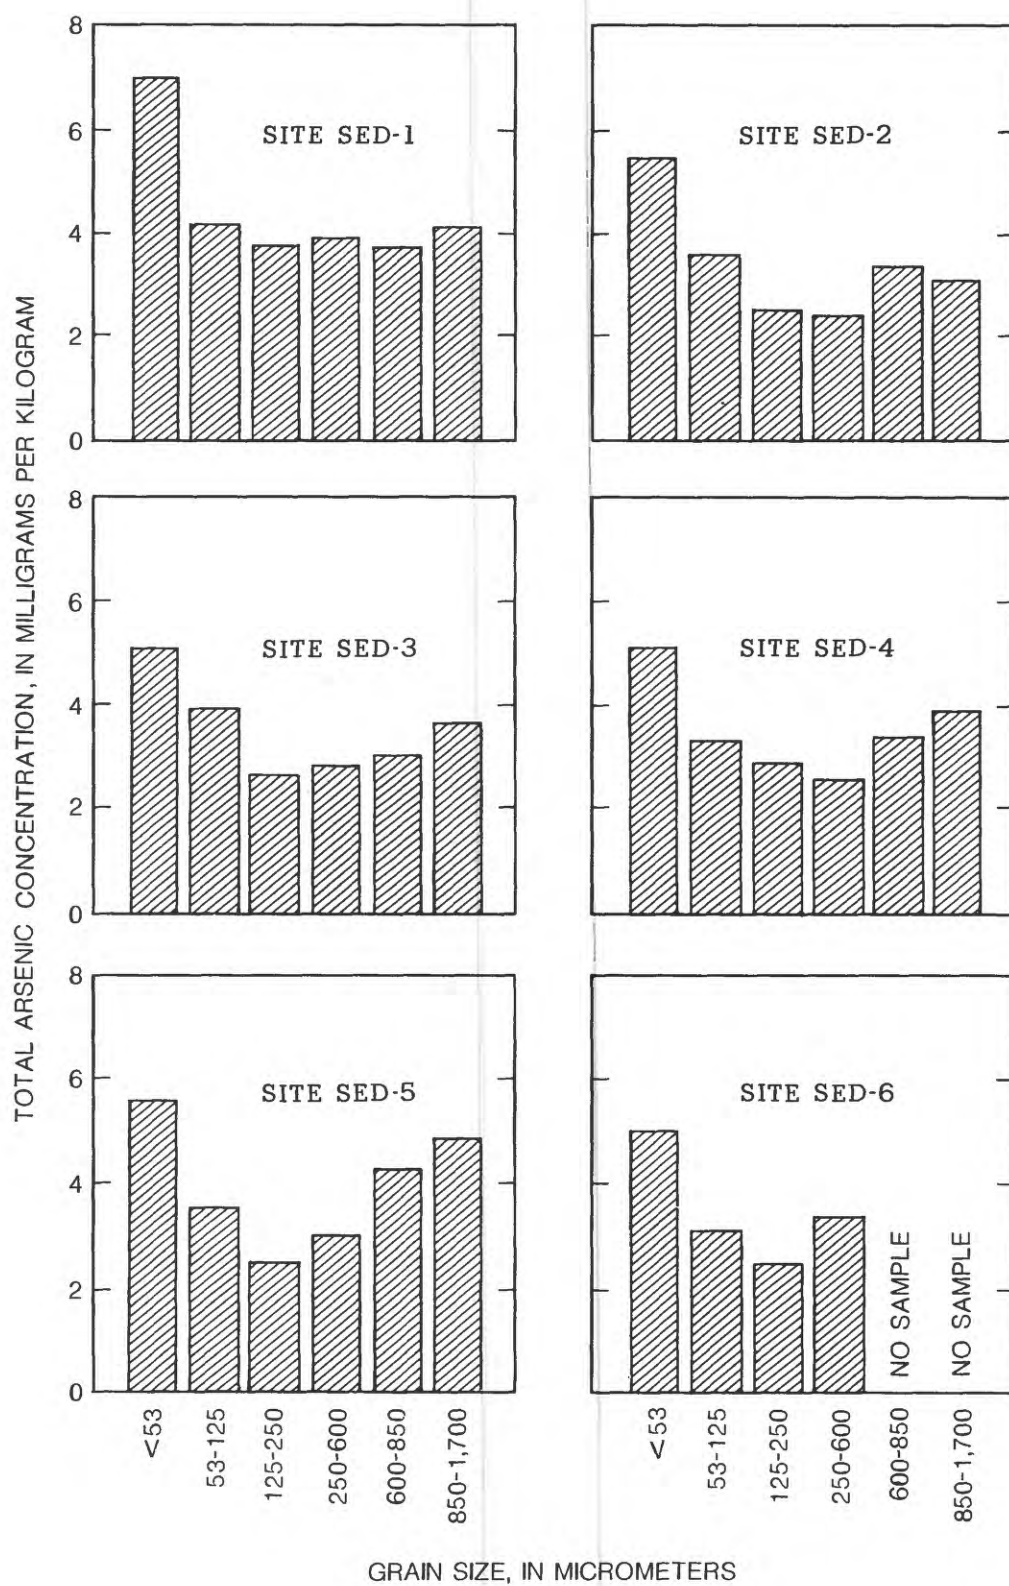 TOTAL ARSENIC CONCENTRATION, IN MILLIGRAMS PER KILOGRAM
8
6
4
2
0
SITE SED-1
SITE SED-2
8
6
4
2
0
SITE SED-3
SITE SED-4
8
6
4
2
0
SITE SED-5
SITE SED-6
NO SAMPLE
NO SAMPLE
<53
53-125
125-250
250-600
600-850
850-1,700
<53
53-125
125-250
250-600
600-850
850-1,700
GRAIN SIZE, IN MICROMETERS